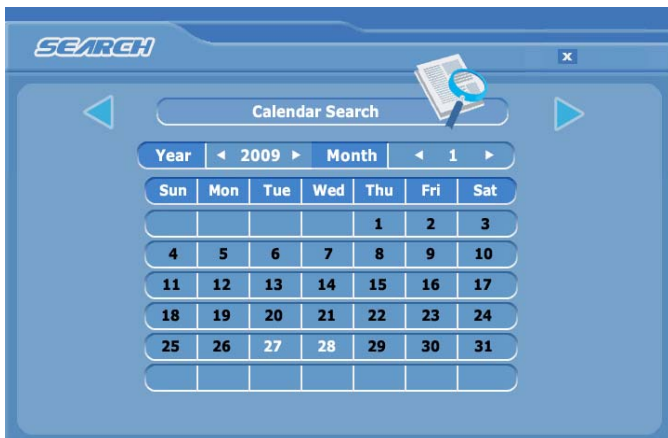 SEARCH
x
Calendar Search
Year ◄ 2009 ► Month ◄ 1 ►
Sun Mon Tue Wed Thu Fri Sat
1 2 3
4 5 6 7 8 9 10
11 12 13 14 15 16 17
18 19 20 21 22 23 24
25 26 27 28 29 30 31